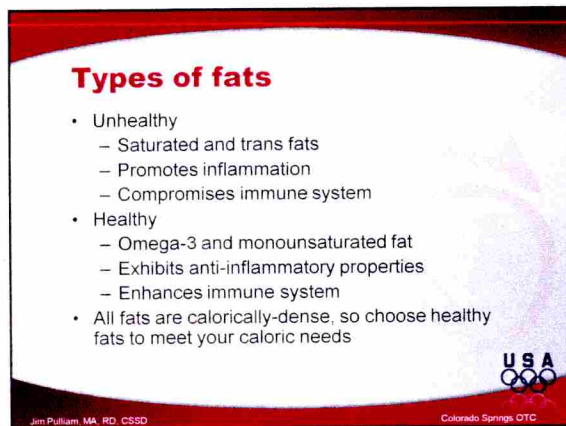 Types of fats
• Unhealthy
– Saturated and trans fats
– Promotes inflammation
– Compromises immune system
• Healthy
– Omega-3 and monounsaturated fat
– Exhibits anti-inflammatory properties
– Enhances immune system
• All fats are calorically-dense, so choose healthy
fats to meet your caloric needs
USA
Jim Pulliam, MA, RD, CSSD
Colorado Springs OTC